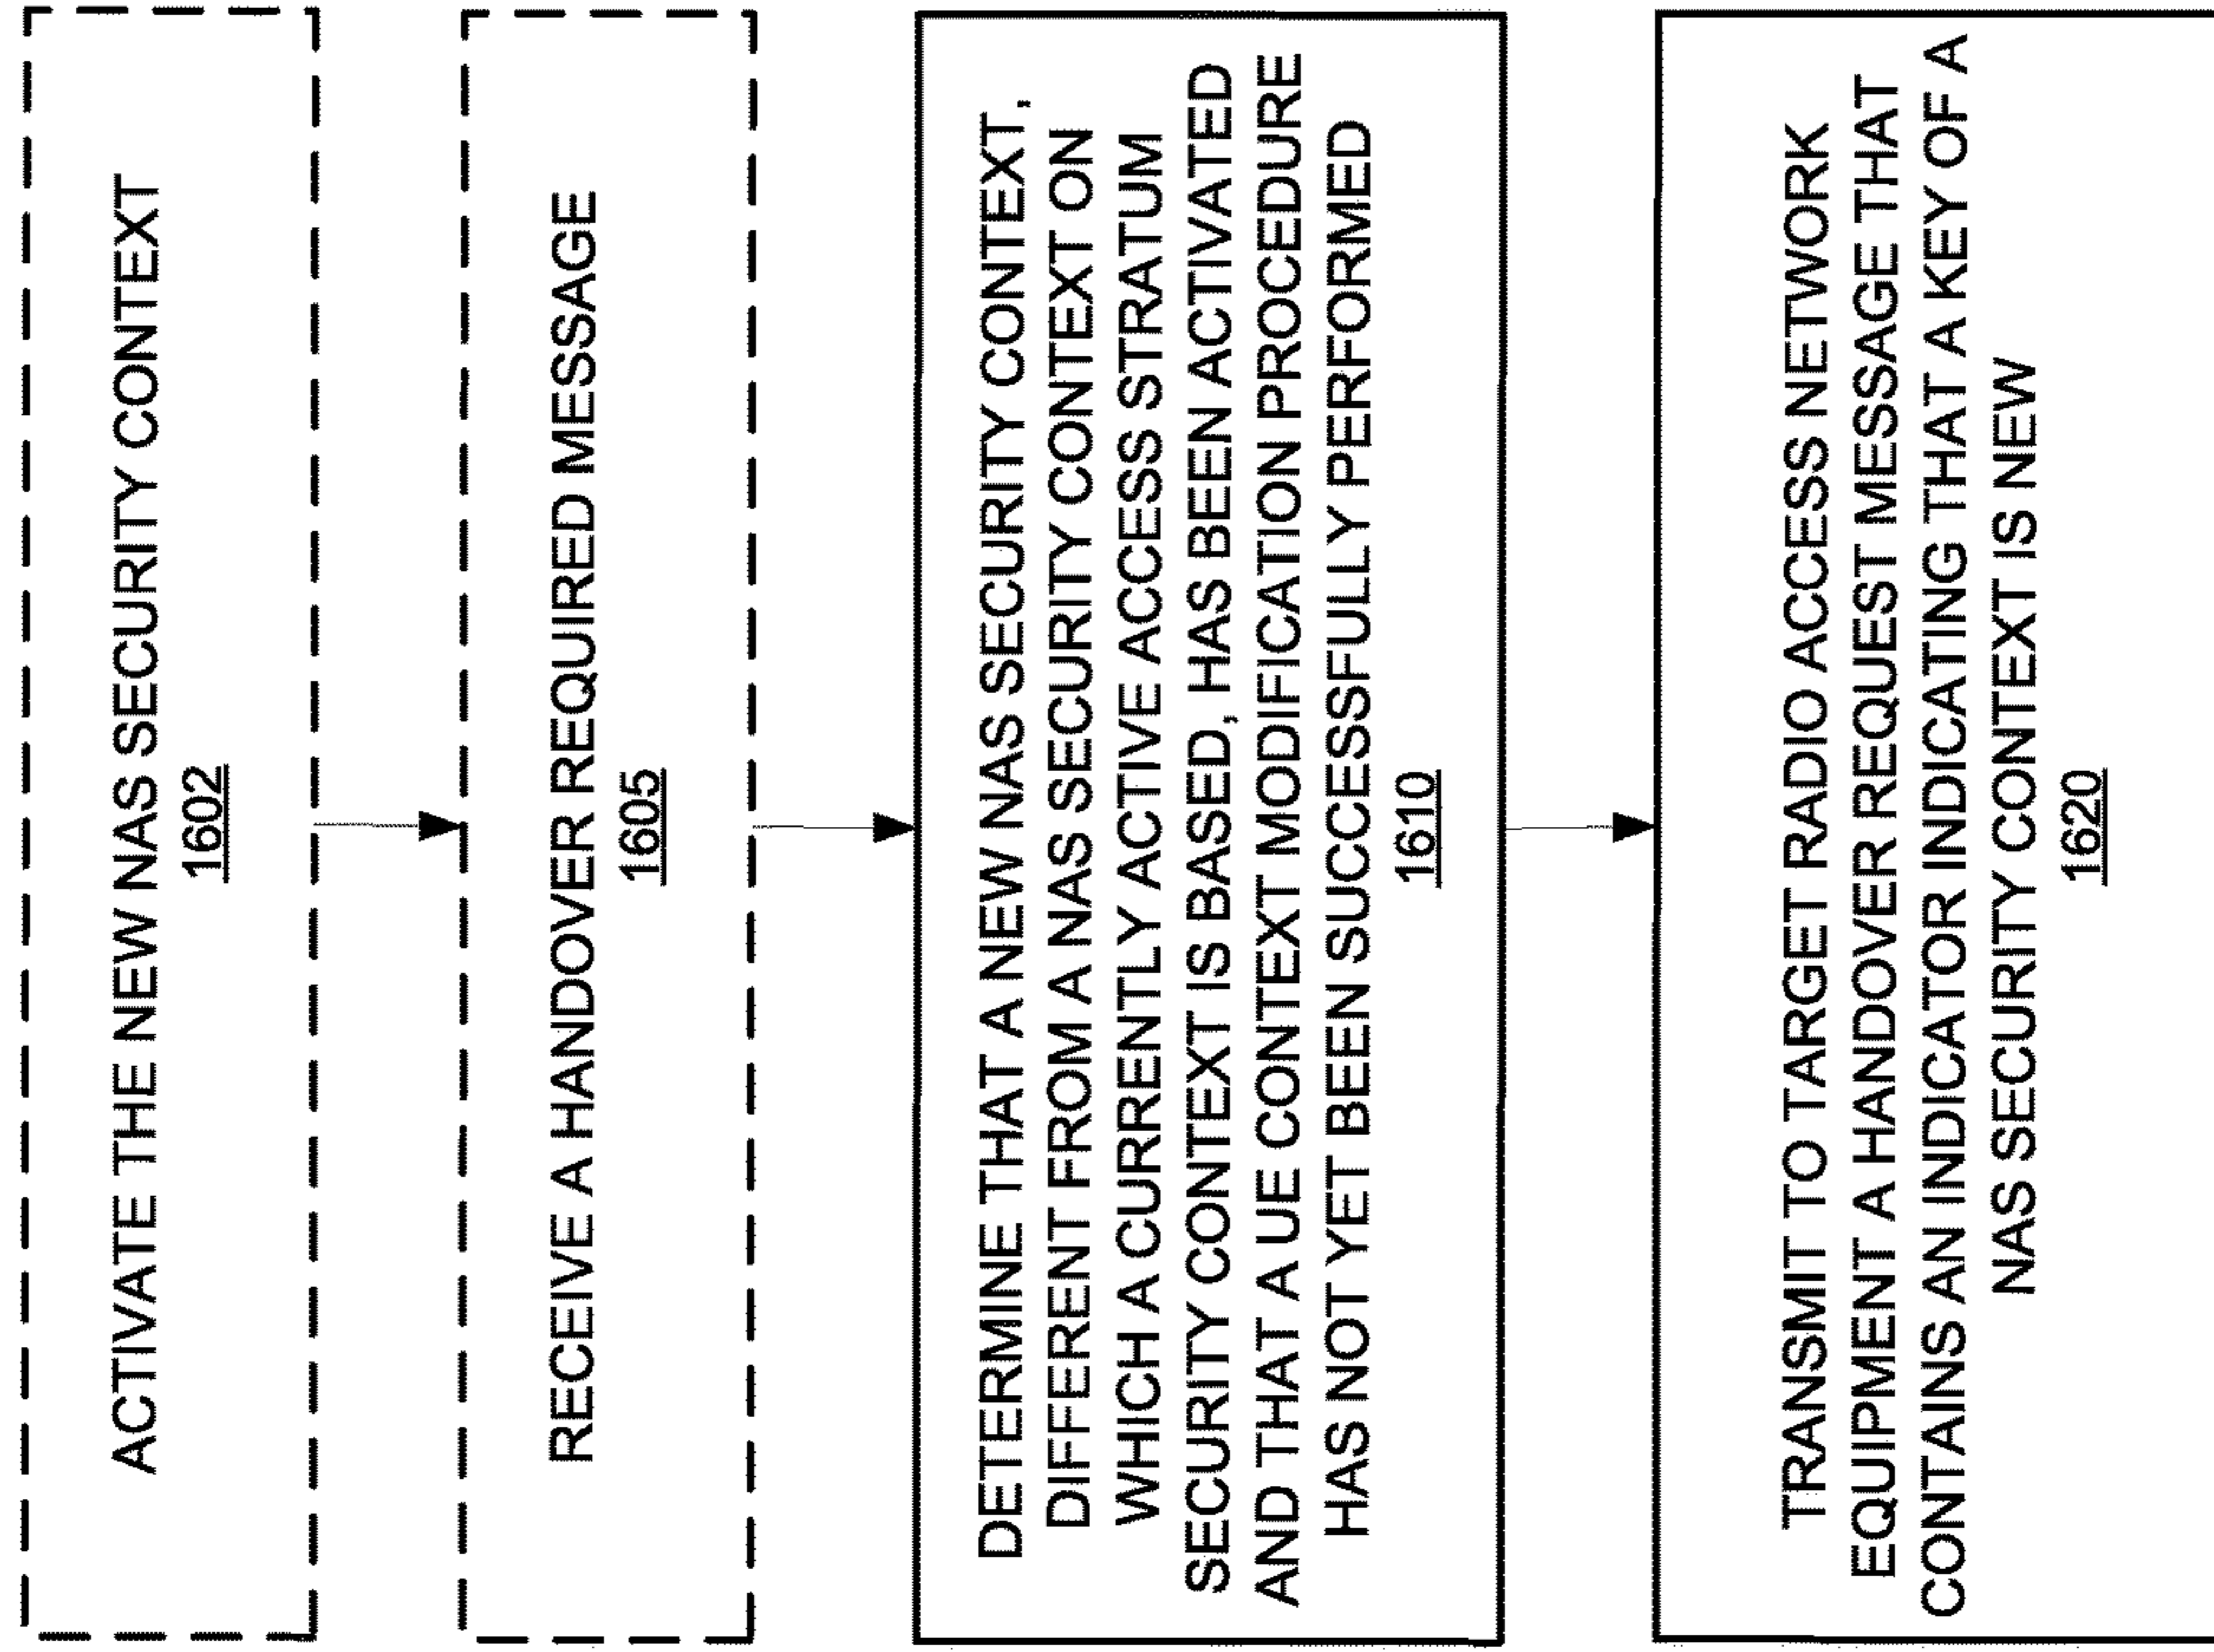 ACTIVATE THE NEW NAS SECURITY CONTEXT
1602
RECEIVE A HANDOVER REQUIRED MESSAGE
1605
DETERMINE THAT A NEW NAS SECURITY CONTEXT,
DIFFERENT FROM A NAS SECURITY CONTEXT ON
WHICH A CURRENTLY ACTIVE ACCESS STRATUM
SECURITY CONTEXT IS BASED, HAS BEEN ACTIVATED
AND THAT A UE CONTEXT MODIFICATION PROCEDURE
HAS NOT YET BEEN SUCCESSFULLY PERFORMED
1610
TRANSMIT TO TARGET RADIO ACCESS NETWORK
EQUIPMENT A HANDOVER REQUEST MESSAGE THAT
CONTAINS AN INDICATOR INDICATING THAT A KEY OF A
NAS SECURITY CONTEXT IS NEW
1620